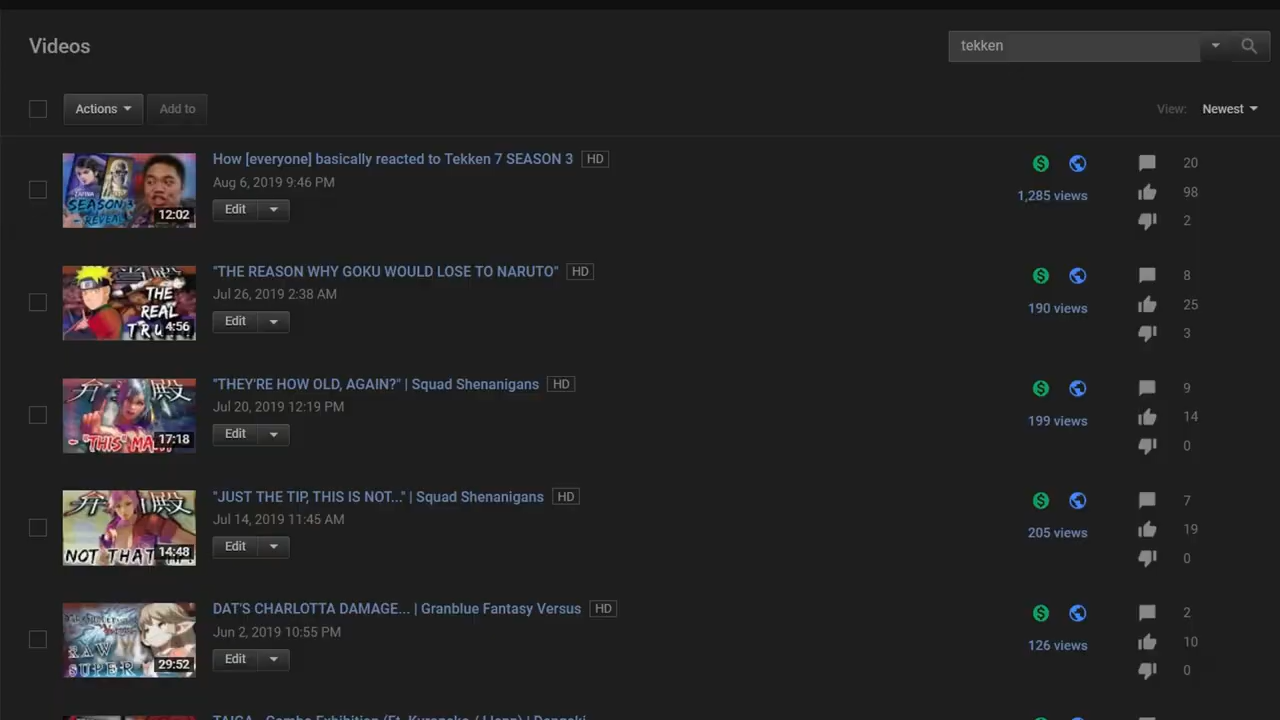 Videos
tekken
Actions
Add to
View:
Newest
SEASON 3
REVEAL
12:02
How [everyone] basically reacted to Tekken 7 SEASON 3 HD
Aug 6, 2019 9:46 PM
Edit
1,285 views
20
98
2
THE
REAL
4:56
"THE REASON WHY GOKU WOULD LOSE TO NARUTO" HD
Jul 26, 2019 2:38 AM
Edit
190 views
8
25
3
17:18
"THEY'RE HOW OLD, AGAIN?" | Squad Shenanigans HD
Jul 20, 2019 12:19 PM
Edit
199 views
9
14
0
NOT THAT
14:48
"JUST THE TIP, THIS IS NOT..." | Squad Shenanigans HD
Jul 14, 2019 11:45 AM
Edit
205 views
7
19
0
RAW
SUPER
29:52
DAT'S CHARLOTTA DAMAGE... | Granblue Fantasy Versus HD
Jun 2, 2019 10:55 PM
Edit
126 views
2
10
0